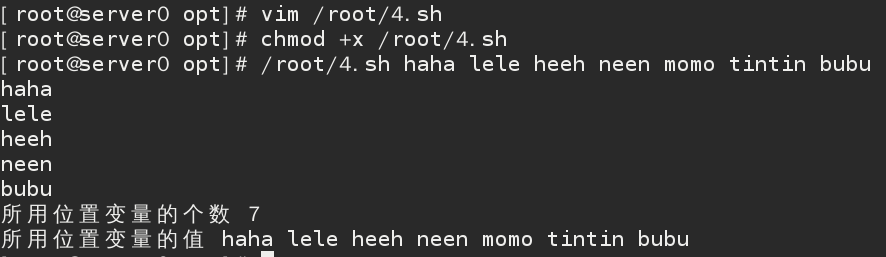 [root@server0 opt]# vim /root/4.sh
[root@server0 opt]# chmod +x /root/4.sh
[root@server0 opt]# /root/4.sh haha lele heeh neen momo tintin bubu
haha
lele
heeh
neen
bubu
所用位置变量的个数 7
所用位置变量的值 haha lele heeh neen momo tintin bubu